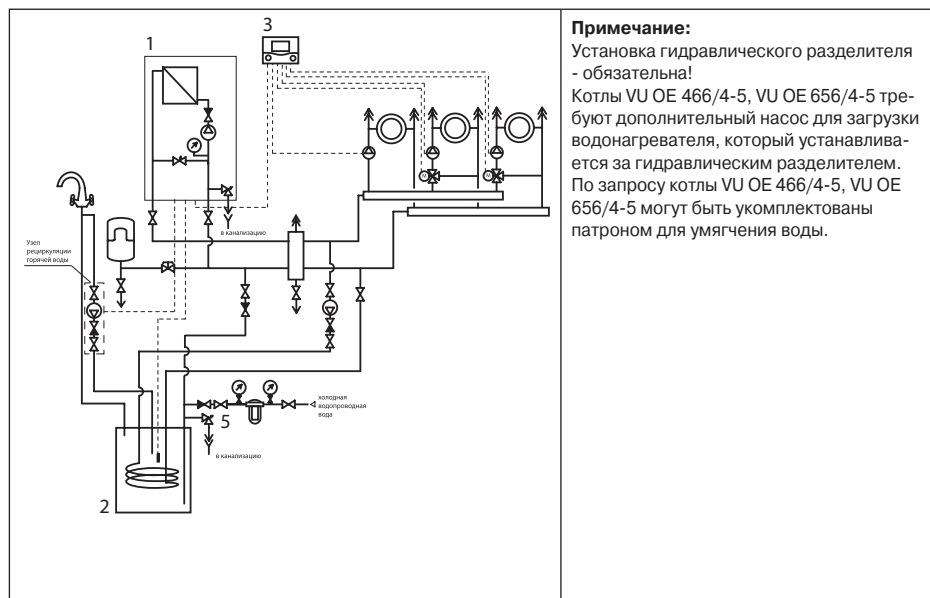 1
3
Узел
рециркуляции
горячей воды
в канализацию
M
M
холодная
водопроводная
вода
5
в канализацию
2
Примечание:
Установка гидравлического разделителя
- обязательна!
Котлы VU OE 466/4-5, VU OE 656/4-5 тре-
буют дополнительный насос для загрузки
водонагревателя, который устанавлива-
ется за гидравлическим разделителем.
По запросу котлы VU OE 466/4-5, VU OE
656/4-5 могут быть укомплектованы
патроном для умягчения воды.